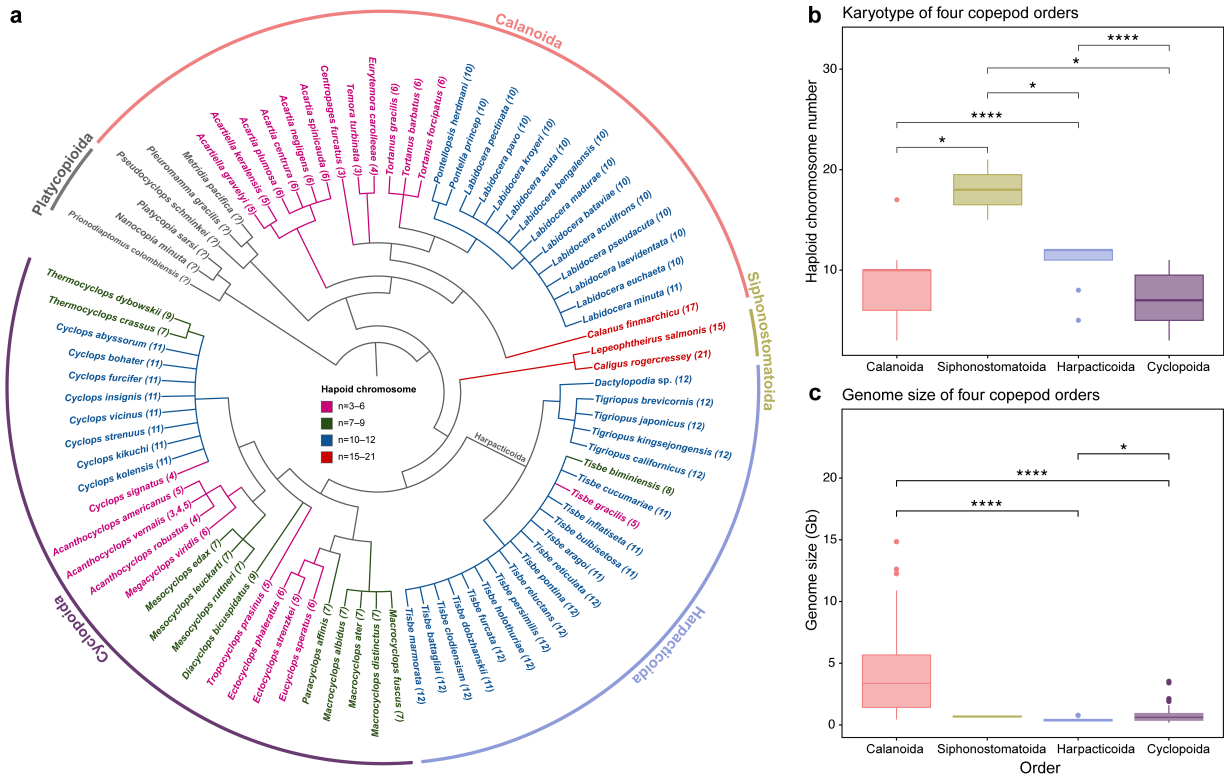 a
Calanoida
Platycopioida
Siphonostomatoida
Harpacticoida
Cyclopoida
Prionodiaptomus colombiensis (?)
Nanocopia minuta (?)
Platycopia sarsi (?)
Pseudocyclops schminkei (?)
Pleuromamma gracilis (?)
Metridia pacifica (?)
Acartiella gravelyi (5)
Acartiella keralensis (5)
Acartia plumosa (6)
Acartia centrura (6)
Acartia negligens (6)
Acartia spinicauda (6)
Centropages furcatus (3)
Temora turbinata (3)
Eurytemora carolleeae (4)
Tortanus gracilis (6)
Tortanus barbatus (6)
Tortanus forcipatus (6)
Pontellopsis herdmani (10)
Pontella princep (10)
Labidocera pectinata (10)
Labidocera pavo (10)
Labidocera kroyeri (10)
Labidocera acuta (10)
Labidocera bengalensis (10)
Labidocera madurae (10)
Labidocera bataviae (10)
Labidocera acutifrons (10)
Labidocera pseudacuta (10)
Labidocera laevidentata (10)
Labidocera euchaeta (10)
Labidocera minuta (11)
Calanus finmarchicu (17)
Lepeophtheirus salmonis (15)
Caligus rogercressey (21)
Dactylopodia sp. (12)
Tigriopus brevicornis (12)
Tigriopus japonicus (12)
Tigriopus kingsejongensis (12)
Tigriopus californicus (12)
Tisbe biminiensis (8)
Tisbe cucumariae (11)
Tisbe gracilis (5)
Tisbe inflatiseta (11)
Tisbe bulbisetosa (11)
Tisbe aragoi (11)
Tisbe reticulata (12)
Tisbe pontina (12)
Tisbe reluctans (12)
Tisbe persimilis (12)
Tisbe holothuriae (12)
Tisbe furcata (12)
Tisbe dobzhanskii (11)
Tisbe clodiensism (12)
Tisbe battagliai (12)
Tisbe marmorata (12)
Macrocyclops fuscus (7)
Macrocyclops distinctus (7)
Macrocyclops ater (7)
Macrocyclops albidus (7)
Paracyclops affinis (7)
Eucyclops speratus (6)
Ectocyclops strenzkei (5)
Ectocyclops phaleratus (6)
Tropocyclops prasinus (5)
Diacyclops bicuspidatus (9)
Mesocyclops ruttneri (7)
Mesocyclops leuckarti (7)
Mesocyclops edax (7)
Megacyclops viridis (6)
Acanthocyclops robustus (4)
Acanthocyclops vernalis (3,4,5)
Acanthocyclops americanus (5)
Cyclops signatus (4)
Cyclops kolensis (11)
Cyclops kikuchi (11)
Cyclops strenuus (11)
Cyclops vicinus (11)
Cyclops insignis (11)
Cyclops furcifer (11)
Cyclops bohater (11)
Cyclops abyssorum (11)
Thermocyclops crassus (7)
Thermocyclops dybowskii (9)
Harpacticoida
Hapoid chromosome
n=3–6
n=7–9
n=10–12
n=15–21
b
Karyotype of four copepod orders
Haploid choromosome number
30
20
10
****
*
*
****
*
Calanoida
Siphonostomatoida
Harpacticoida
Cyclopoida
c
Genome size of four copepod orders
Genome size (Gb)
20
15
10
5
0
*
****
****
Calanoida
Siphonostomatoida
Harpacticoida
Cyclopoida
Order